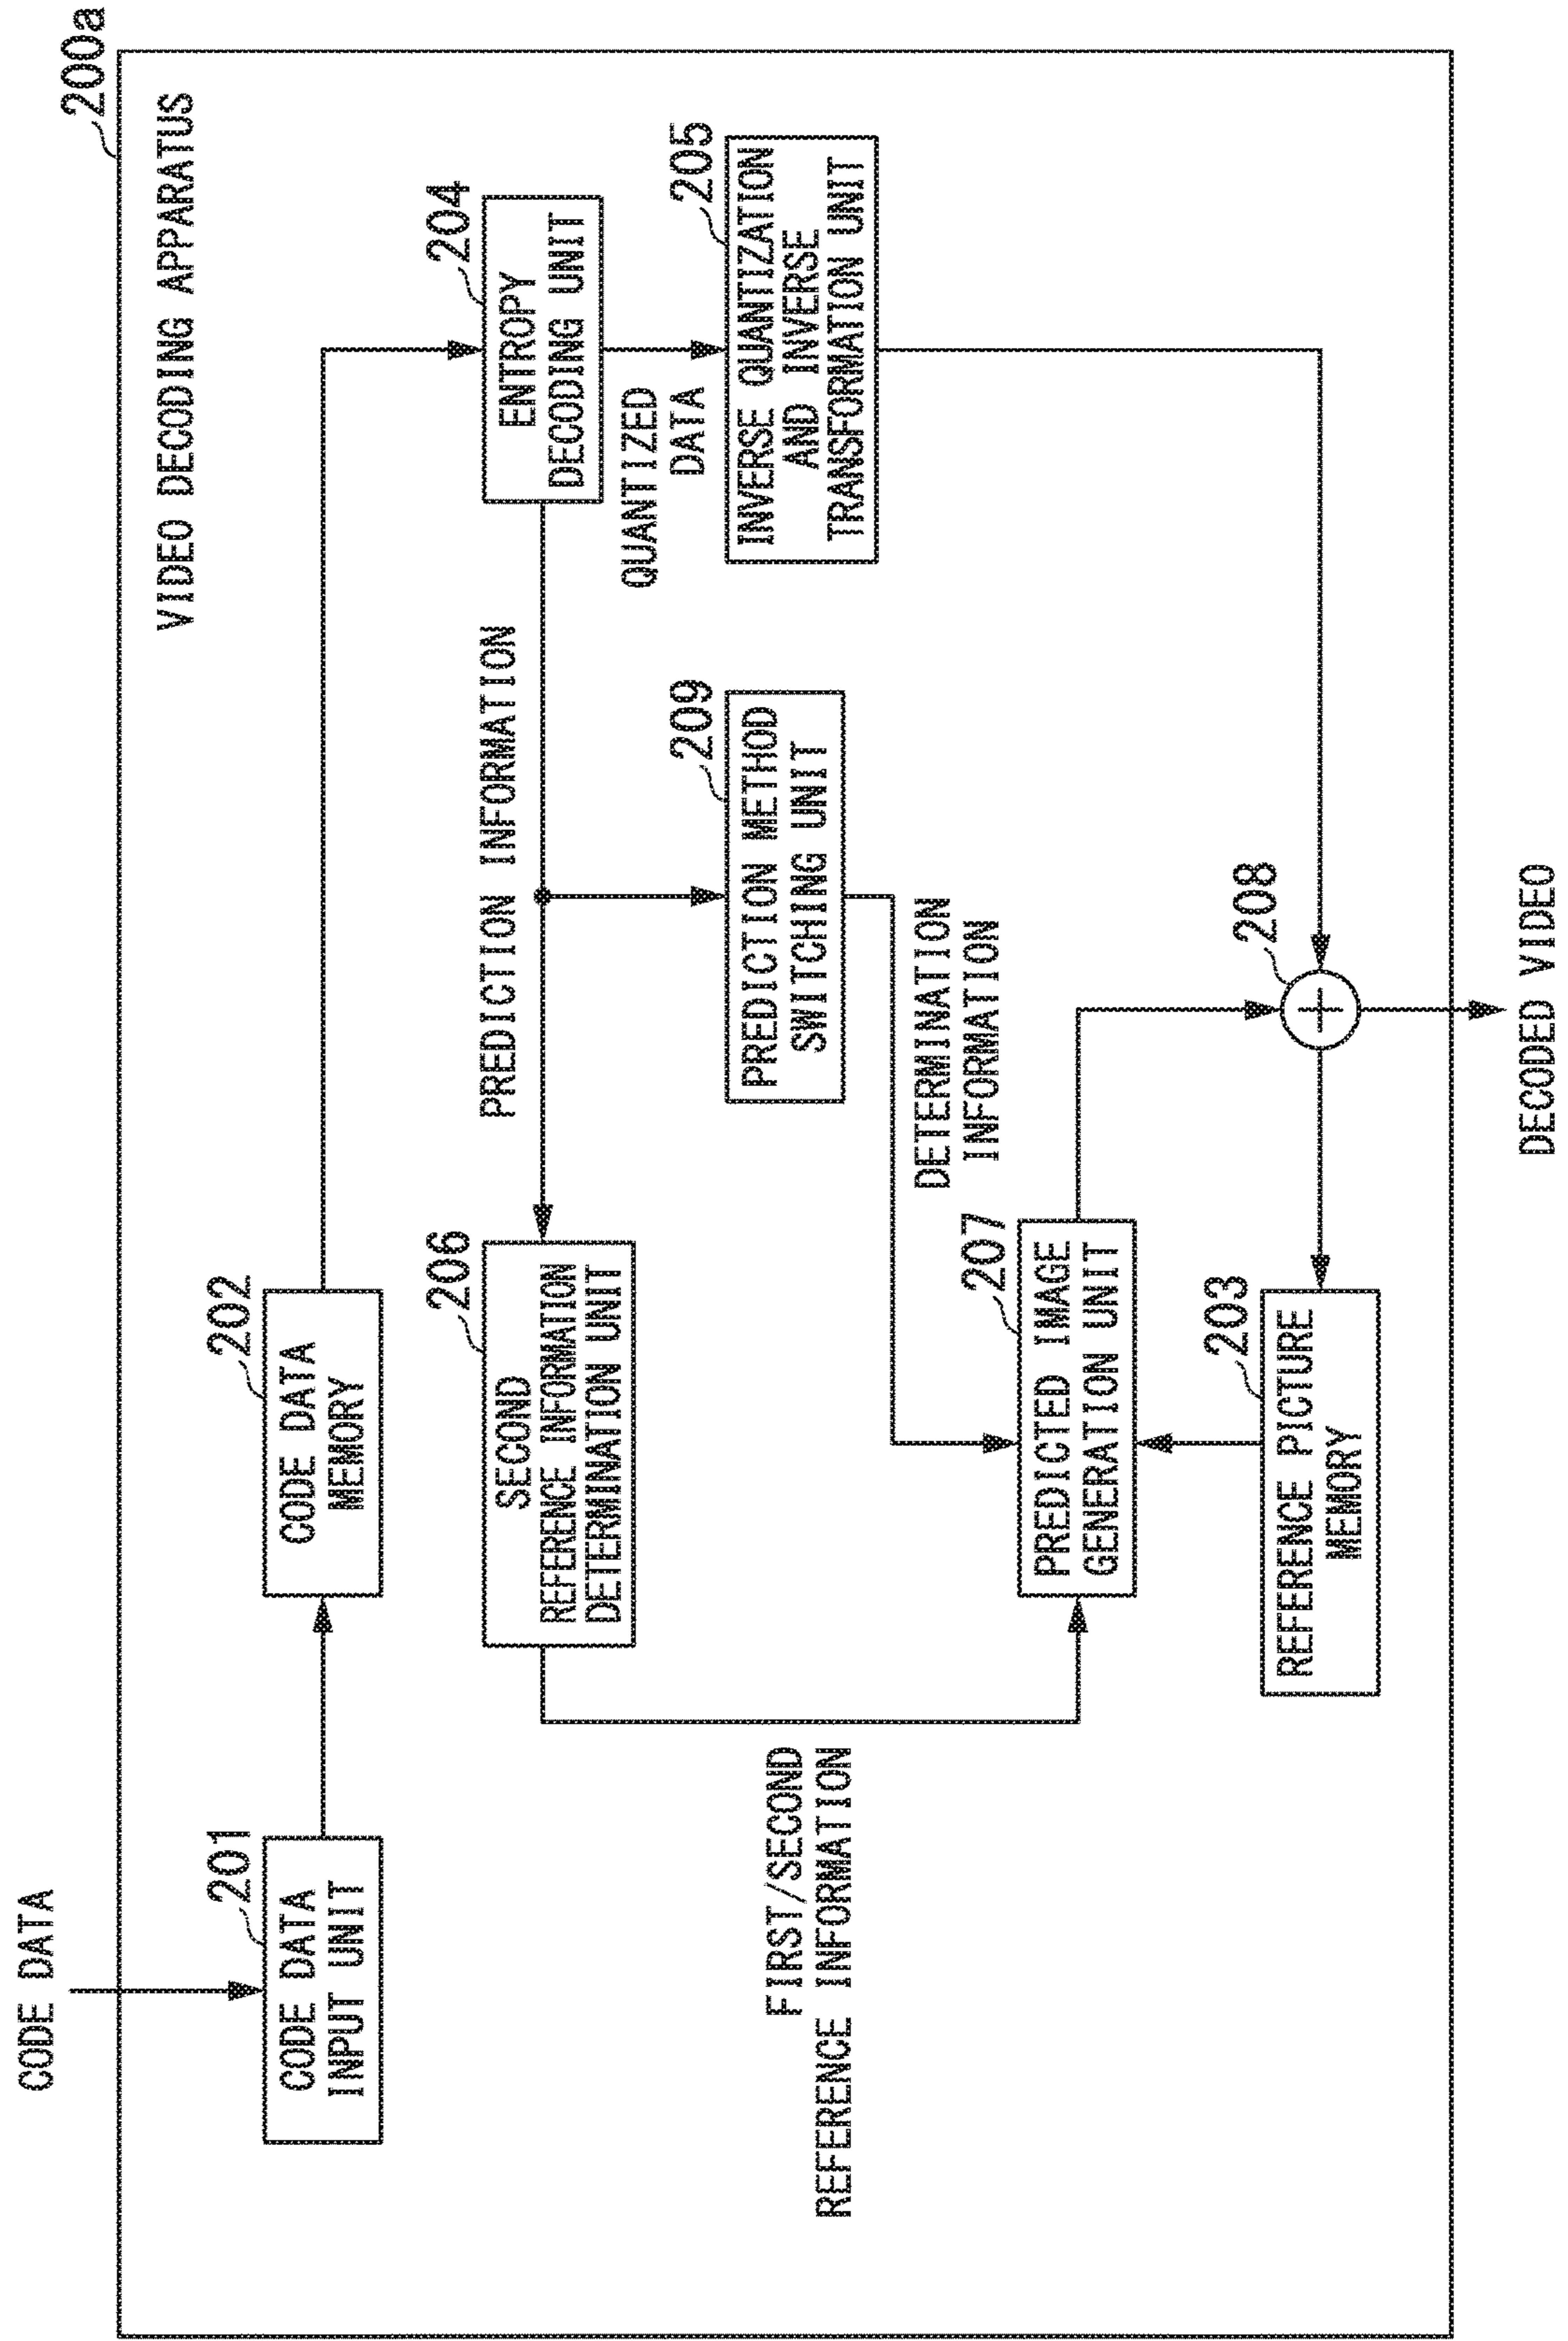 200a
VIDEO DECODING APPARATUS
CODE DATA
201
CODE DATA
INPUT UNIT
202
CODE DATA
MEMORY
204
ENTROPY
DECODING UNIT
PREDICTION INFORMATION
QUANTIZED
DATA
206
SECOND
REFERENCE INFORMATION
DETERMINATION UNIT
209
PREDICTION METHOD
SWITCHING UNIT
205
INVERSE QUANTIZATION
AND INVERSE
TRANSFORMATION UNIT
FIRST/SECOND
REFERENCE INFORMATION
DETERMINATION
INFORMATION
207
PREDICTED IMAGE
GENERATION UNIT
208
203
REFERENCE PICTURE
MEMORY
DECODED VIDEO